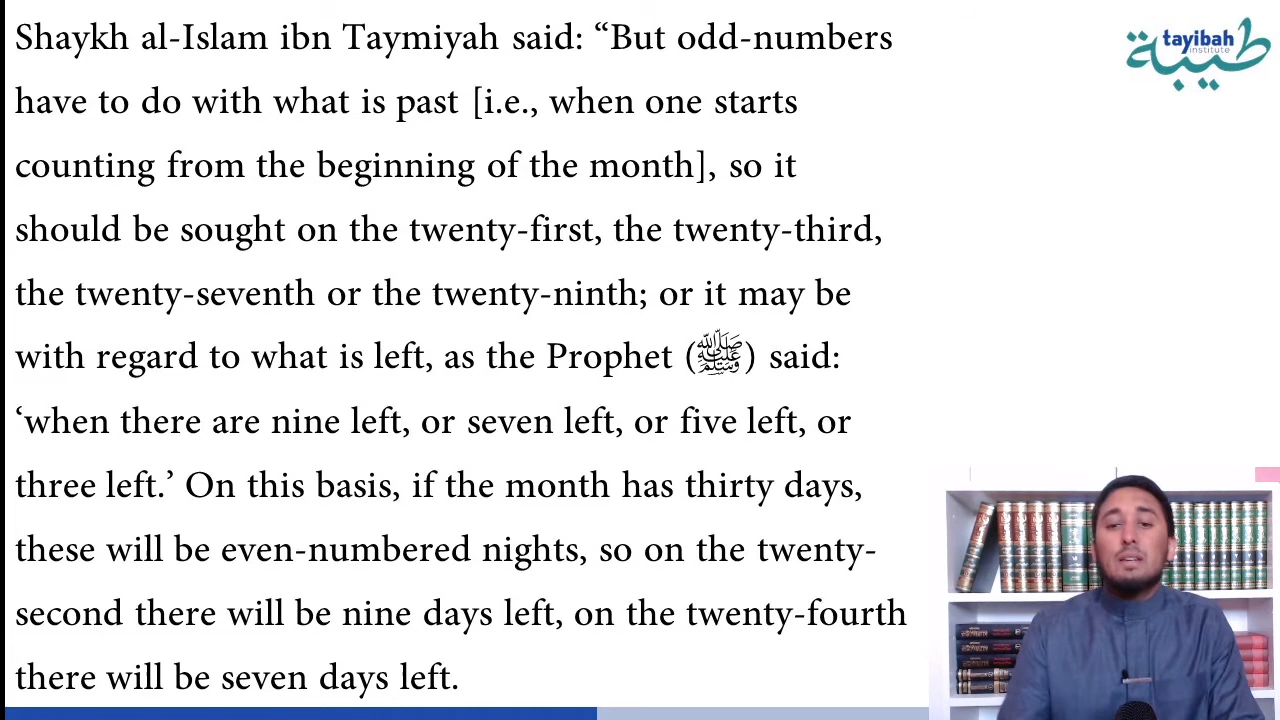 Shaykh al-Islam ibn Taymiyah said: “But odd-numbers
have to do with what is past [i.e., when one starts
counting from the beginning of the month], so it
should be sought on the twenty-first, the twenty-third,
the twenty-seventh or the twenty-ninth; or it may be
with regard to what is left, as the Prophet (ﷺ) said:
‘when there are nine left, or seven left, or five left, or
three left.’ On this basis, if the month has thirty days,
these will be even-numbered nights, so on the twenty-
second there will be nine days left, on the twenty-fourth
there will be seven days left.
tayibah
institute
طيبة